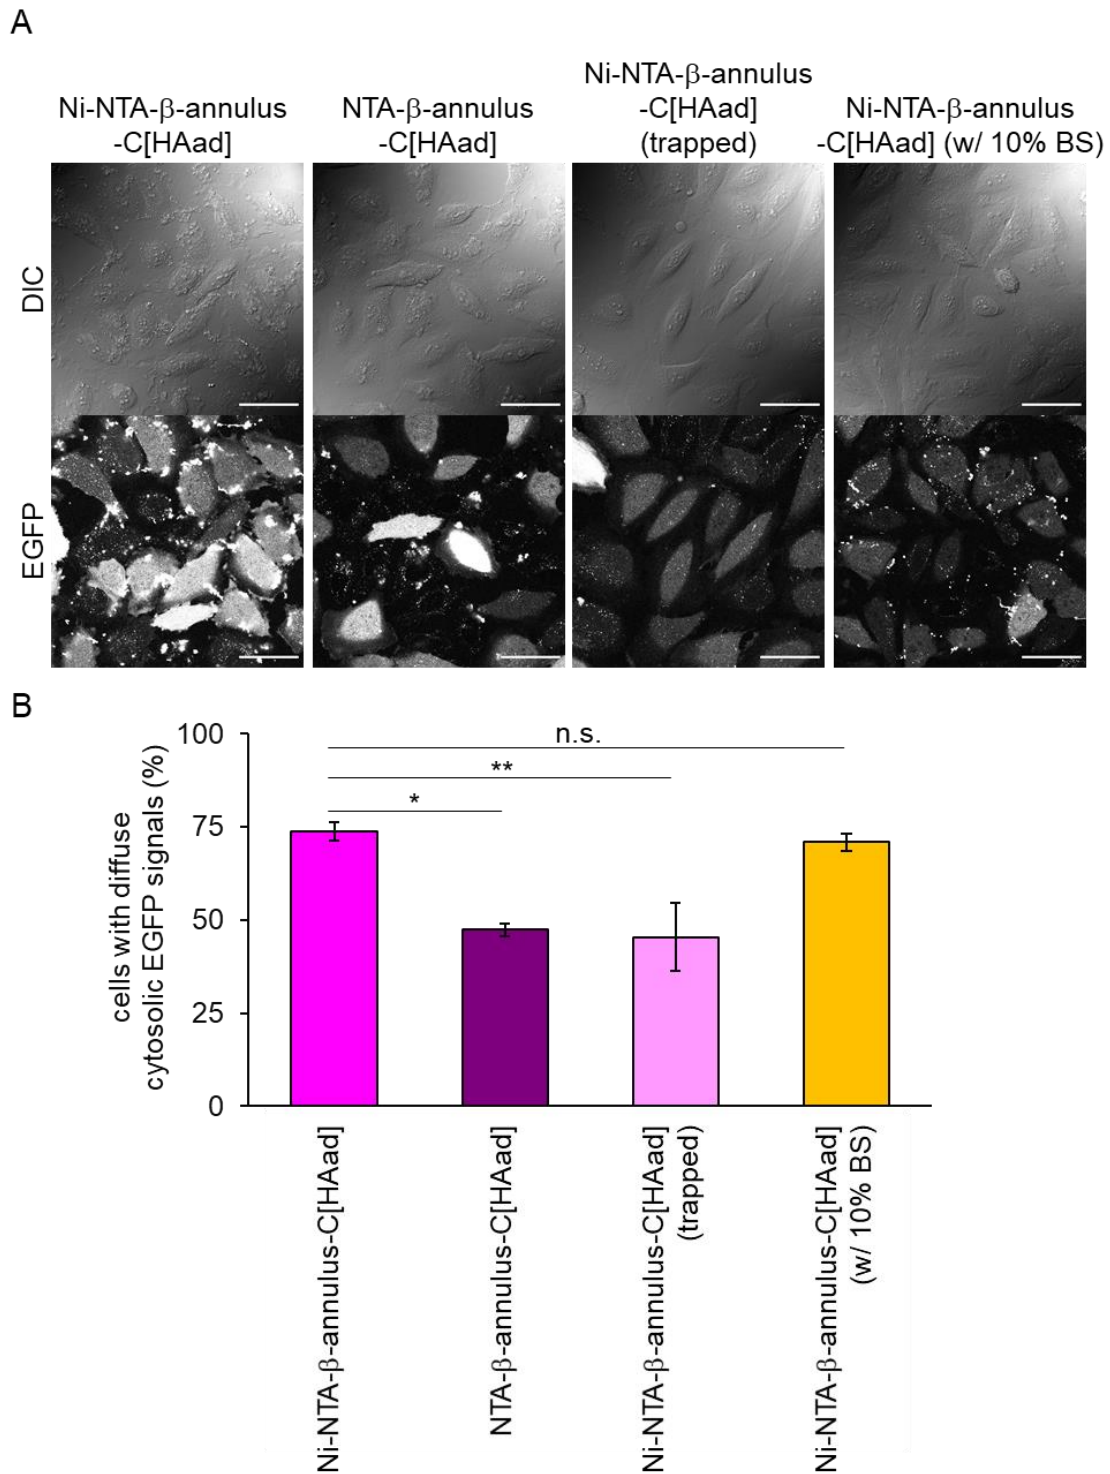 A
Ni-NTA-β-annulus
-C[HAad]
NTA-β-annulus
-C[HAad]
Ni-NTA-β-annulus
-C[HAad]
(trapped)
Ni-NTA-β-annulus
-C[HAad] (w/ 10% BS)
DIC
EGFP
B
cells with diffuse
cytosolic EGFP signals (%)
100
75
50
25
0
n.s.
**
*
Ni-NTA-β-annulus-C[HAad]
NTA-β-annulus-C[HAad]
Ni-NTA-β-annulus-C[HAad]
(trapped)
Ni-NTA-β-annulus-C[HAad]
(w/ 10% BS)